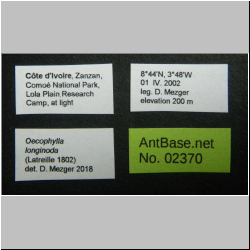 Côte d'Ivoire, Zanzan,
Comoé National Park,
Lola Plain Research
Camp, at light
8°44'N, 3°48'W
01 IV. 2002
leg. D. Mezger
elevation 200 m
Oecophylla
longinoda
(Latreille 1802)
det. D. Mezger 2018
AntBase.net
No. 02370